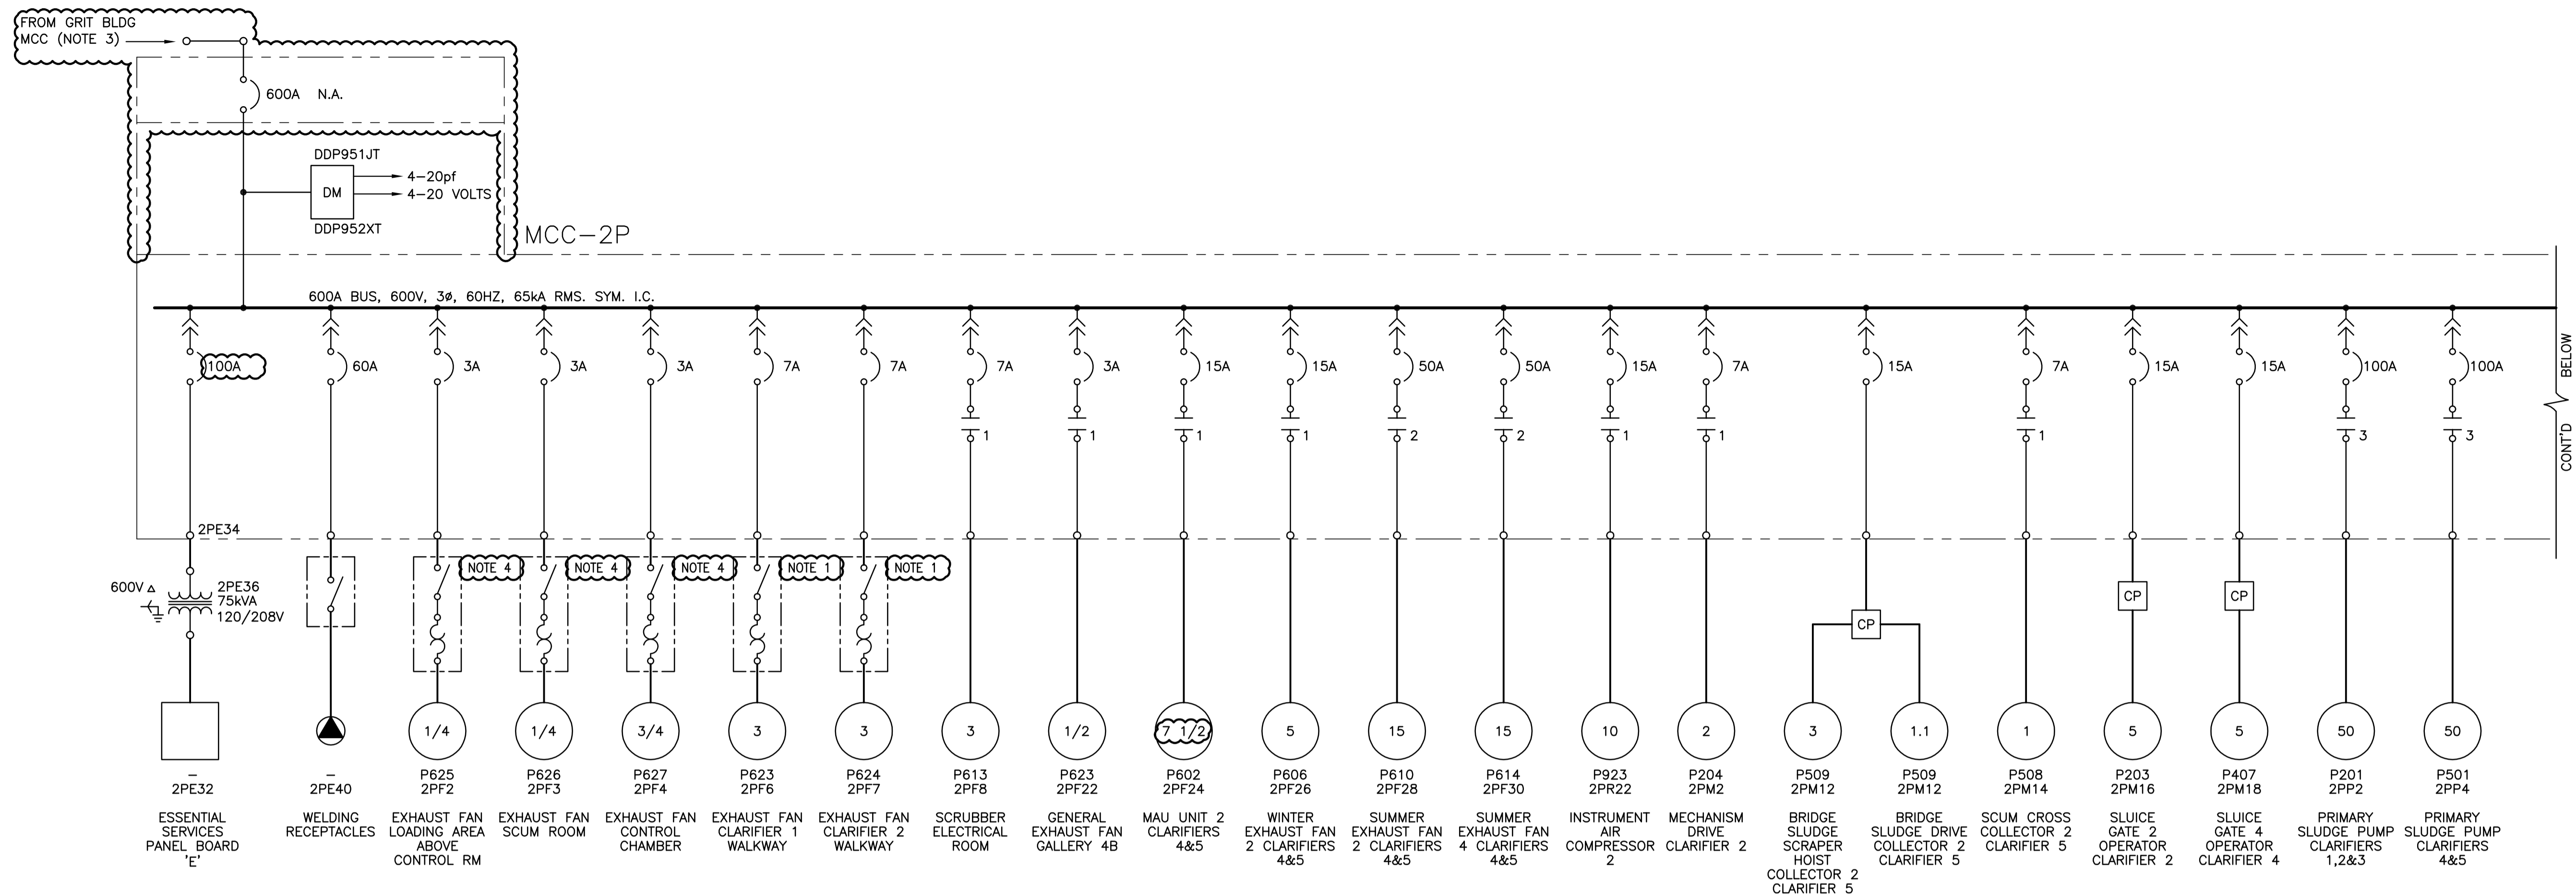 FROM GRIT BLDG
MCC (NOTE 3)
600A N.A.
DDP951JT
DM
4-20pf
4-20 VOLTS
DDP952XT
MCC-2P
600A BUS, 600V, 3ø, 60HZ, 65kA RMS. SYM. I.C.
100A
60A
3A
3A
3A
7A
7A
7A
3A
15A
15A
50A
50A
15A
7A
15A
7A
15A
15A
100A
100A
BELOW
CONT'D
1
1
1
1
2
2
1
1
1
3
3
2PE34
NOTE 4
NOTE 4
NOTE 4
NOTE 1
NOTE 1
600V Δ
2PE36
75kVA
120/208V
CP
CP
CP
1/4
1/4
3/4
3
3
3
1/2
7 1/2
5
15
15
10
2
3
1.1
1
5
5
50
50
–
2PE32
ESSENTIAL
SERVICES
PANEL BOARD
'E'
–
2PE40
WELDING
RECEPTACLES
P625
2PF2
EXHAUST FAN
LOADING AREA
ABOVE
CONTROL RM
P626
2PF3
EXHAUST FAN
SCUM ROOM
P627
2PF4
EXHAUST FAN
CONTROL
CHAMBER
P623
2PF6
EXHAUST FAN
CLARIFIER 1
WALKWAY
P624
2PF7
EXHAUST FAN
CLARIFIER 2
WALKWAY
P613
2PF8
SCRUBBER
ELECTRICAL
ROOM
P623
2PF22
GENERAL
EXHAUST FAN
GALLERY 4B
P602
2PF24
MAU UNIT 2
CLARIFIERS
4&5
P606
2PF26
WINTER
EXHAUST FAN
2 CLARIFIERS
4&5
P610
2PF28
SUMMER
EXHAUST FAN
2 CLARIFIERS
4&5
P614
2PF30
SUMMER
EXHAUST FAN
4 CLARIFIERS
4&5
P923
2PR22
INSTRUMENT
AIR
COMPRESSOR
2
P204
2PM2
MECHANISM
DRIVE
CLARIFIER 2
P509
2PM12
BRIDGE
SLUDGE
SCRAPER
HOIST
COLLECTOR 2
CLARIFIER 5
P509
2PM12
BRIDGE
SLUDGE DRIVE
COLLECTOR 2
CLARIFIER 5
P508
2PM14
SCUM CROSS
COLLECTOR 2
CLARIFIER 5
P203
2PM16
SLUICE
GATE 2
OPERATOR
CLARIFIER 2
P407
2PM18
SLUICE
GATE 4
OPERATOR
CLARIFIER 4
P201
2PP2
PRIMARY
SLUDGE PUMP
CLARIFIERS
1,2&3
P501
2PP4
PRIMARY
SLUDGE PUMP
CLARIFIERS
4&5